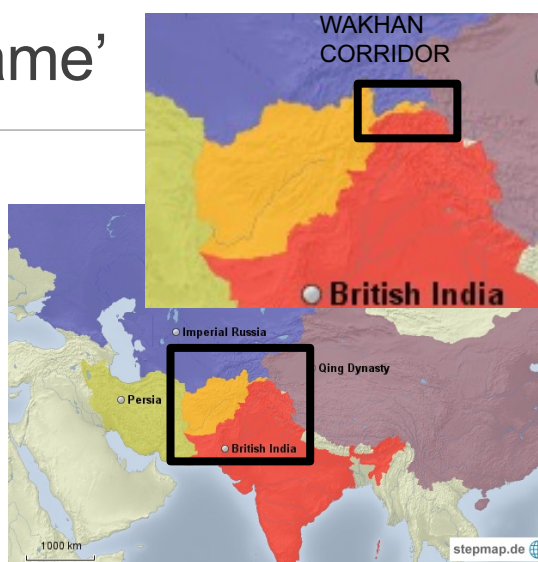 ame’
WAKHAN
CORRIDOR
British India
Imperial Russia
Qing Dynasty
Persia
British India
1000 km
stepmap.de